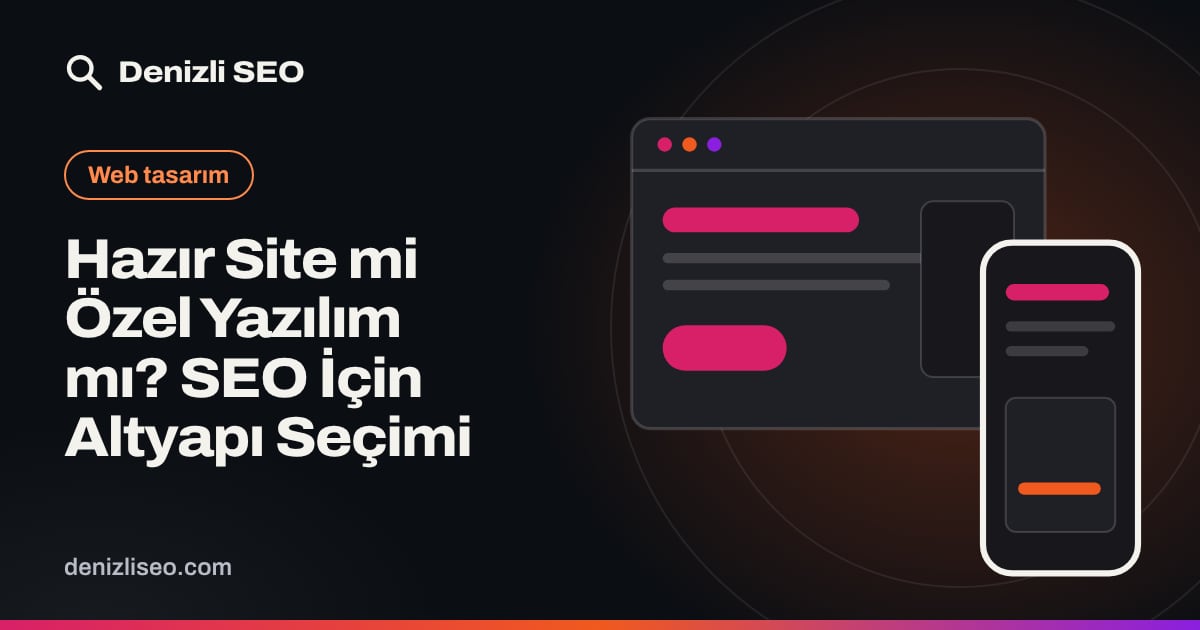 Denizli SEO
Web tasarım
Hazır Site mi
Özel Yazılım
mı? SEO İçin
Altyapı Seçimi
denizliseo.com